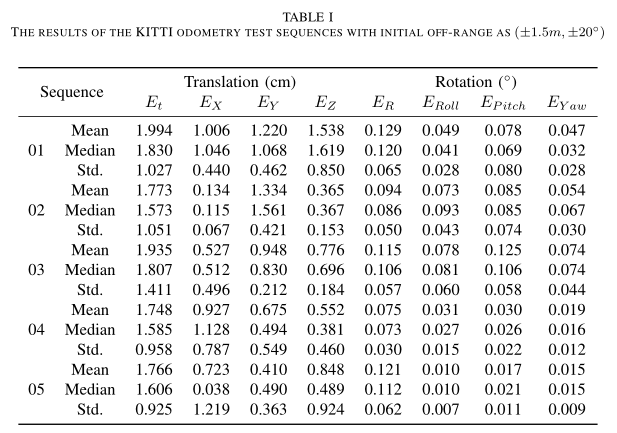 TABLE I
THE RESULTS OF THE KITTI ODOMETRY TEST SEQUENCES WITH INITIAL OFF-RANGE AS (±1.5m, ±20°)
Sequence Translation (cm) Rotation (°)
E_t E_X E_Y E_Z E_R E_Roll E_Pitch E_Yaw
Mean 1.994 1.006 1.220 1.538 0.129 0.049 0.078 0.047
01 Median 1.830 1.046 1.068 1.619 0.120 0.041 0.069 0.032
Std. 1.027 0.440 0.462 0.850 0.065 0.028 0.080 0.028
Mean 1.773 0.134 1.334 0.365 0.094 0.073 0.085 0.054
02 Median 1.573 0.115 1.561 0.367 0.086 0.093 0.085 0.067
Std. 1.051 0.067 0.421 0.153 0.050 0.043 0.074 0.030
Mean 1.935 0.527 0.948 0.776 0.115 0.078 0.125 0.074
03 Median 1.807 0.512 0.830 0.696 0.106 0.081 0.106 0.074
Std. 1.411 0.496 0.212 0.184 0.057 0.060 0.058 0.044
Mean 1.748 0.927 0.675 0.552 0.075 0.031 0.030 0.019
04 Median 1.585 1.128 0.494 0.381 0.073 0.027 0.026 0.016
Std. 0.958 0.787 0.549 0.460 0.030 0.015 0.022 0.012
Mean 1.766 0.723 0.410 0.848 0.121 0.010 0.017 0.015
05 Median 1.606 0.038 0.490 0.489 0.112 0.010 0.021 0.015
Std. 0.925 1.219 0.363 0.924 0.062 0.007 0.011 0.009